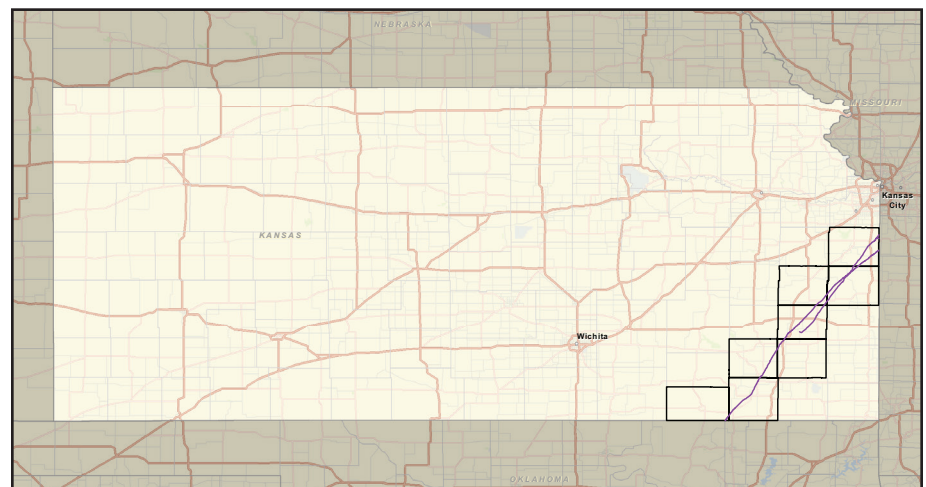 NEBRASKA
MISSOURI
Kansas
City
KANSAS
Wichita
OKLAHOMA